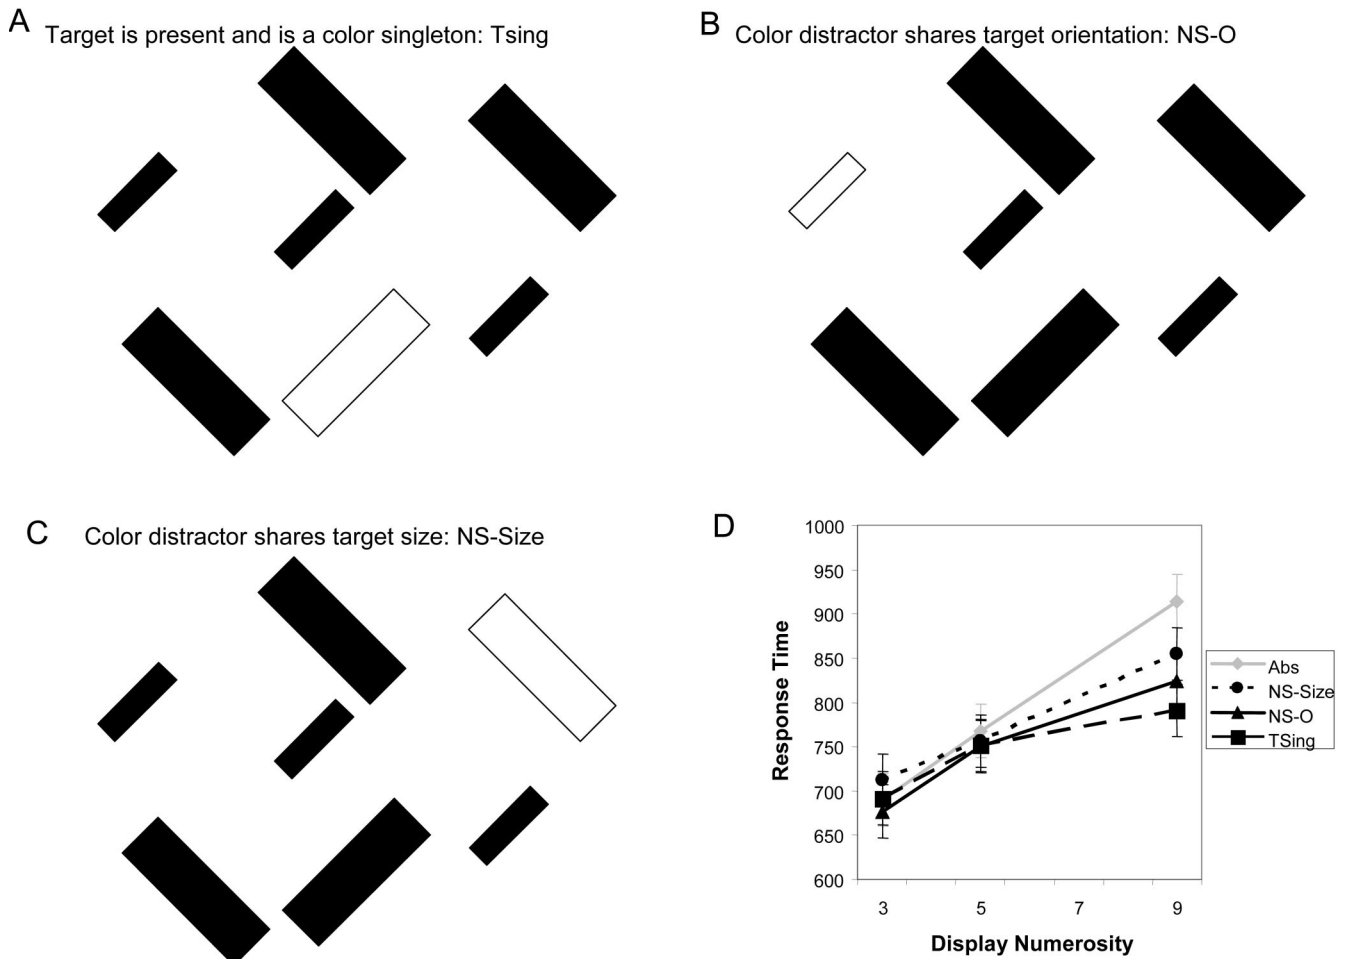 A
Target is present and is a color singleton: Tsing
B
Color distractor shares target orientation: NS-O
C
Color distractor shares target size: NS-Size
D
1000
950
900
850
800
750
700
650
600
Response Time
3
5
7
9
Display Numerosity
Abs
NS-Size
NS-O
TSing